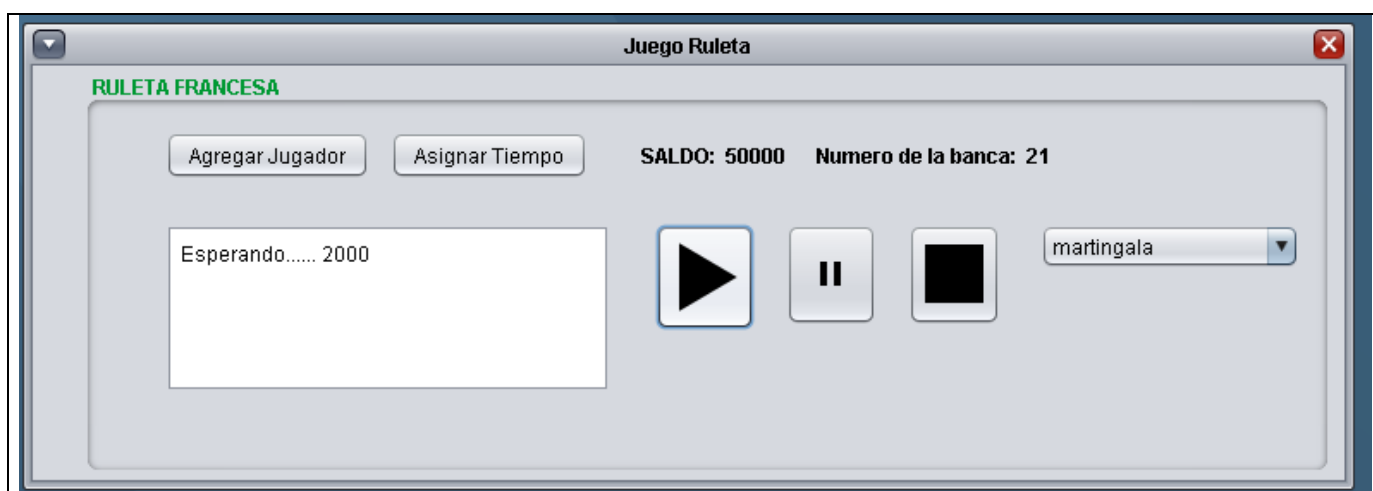 Juego Ruleta
RULETA FRANCESA
Agregar Jugador Asignar Tiempo SALDO: 50000 Numero de la banca: 21
Esperando...... 2000
martingala